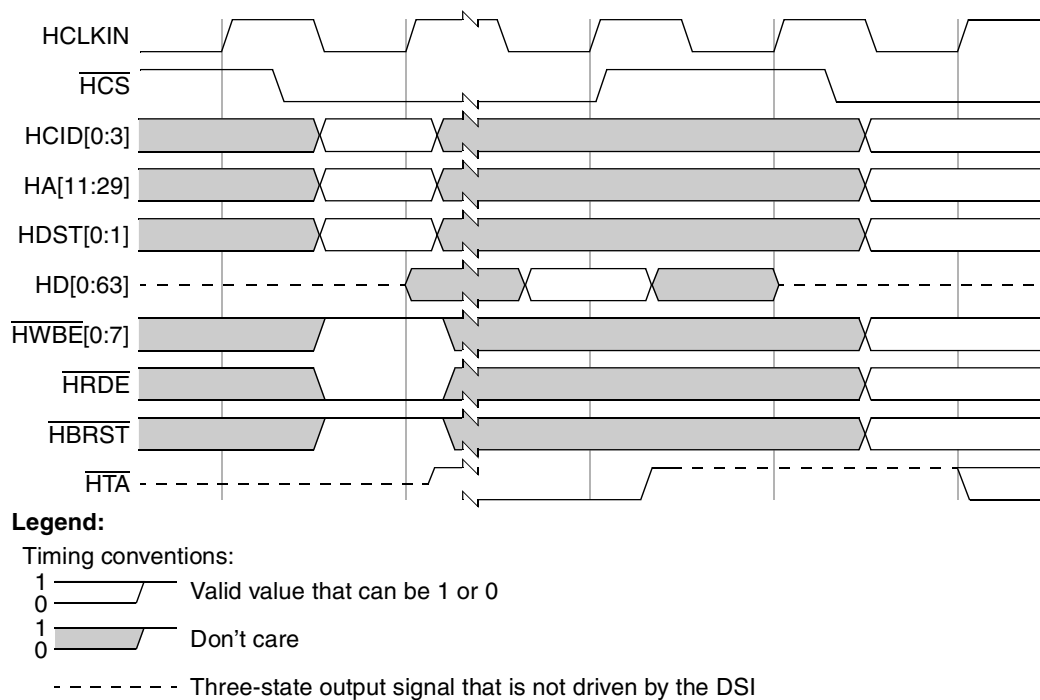 HCLKIN
HCS
HCID[0:3]
HA[11:29]
HDST[0:1]
HD[0:63]
HWBE[0:7]
HRDE
HBRST
HTA
Legend:
Timing conventions:
1
0
Valid value that can be 1 or 0
1
0
Don't care
Three-state output signal that is not driven by the DSI